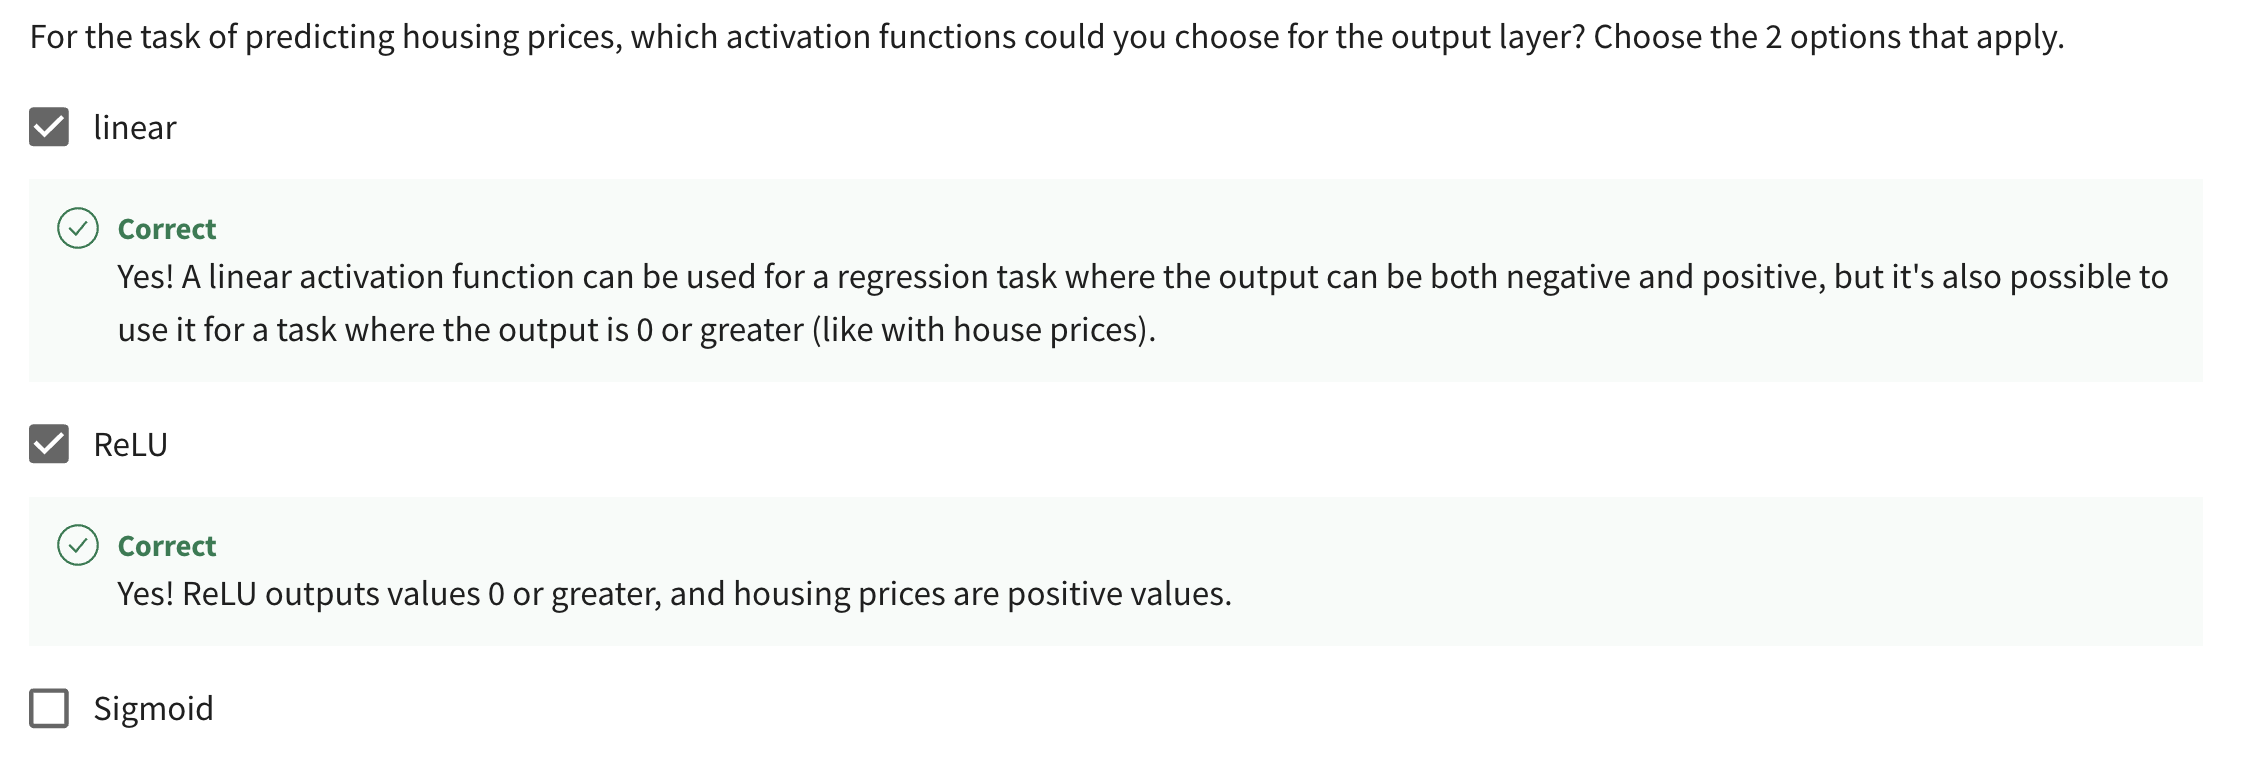 For the task of predicting housing prices, which activation functions could you choose for the output layer? Choose the 2 options that apply.
linear
Correct
Yes! A linear activation function can be used for a regression task where the output can be both negative and positive, but it's also possible to
use it for a task where the output is 0 or greater (like with house prices).
ReLU
Correct
Yes! ReLU outputs values 0 or greater, and housing prices are positive values.
Sigmoid